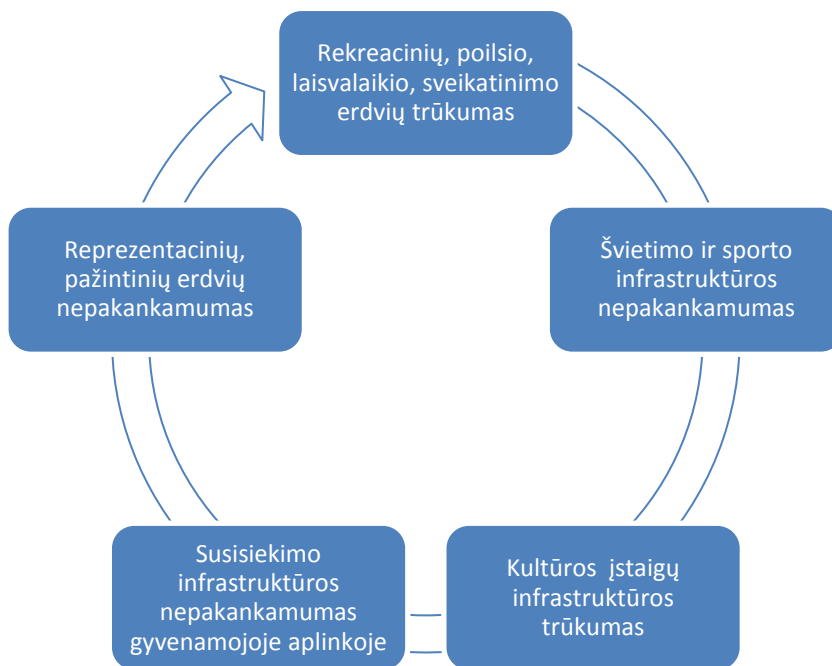 Rekreacinių, poilsio,
laisvalaikio, sveikatinimo
erdvių trūkumas
Švietimo ir sporto
infrastruktūros
nepakankamumas
Kultūros įstaigų
infrastruktūros
trūkumas
Susisiekimo
infrastruktūros
nepakankamumas
gyvenamojoje aplinkoje
Reprezentacinių,
pažintinių erdvių
nepakankamumas